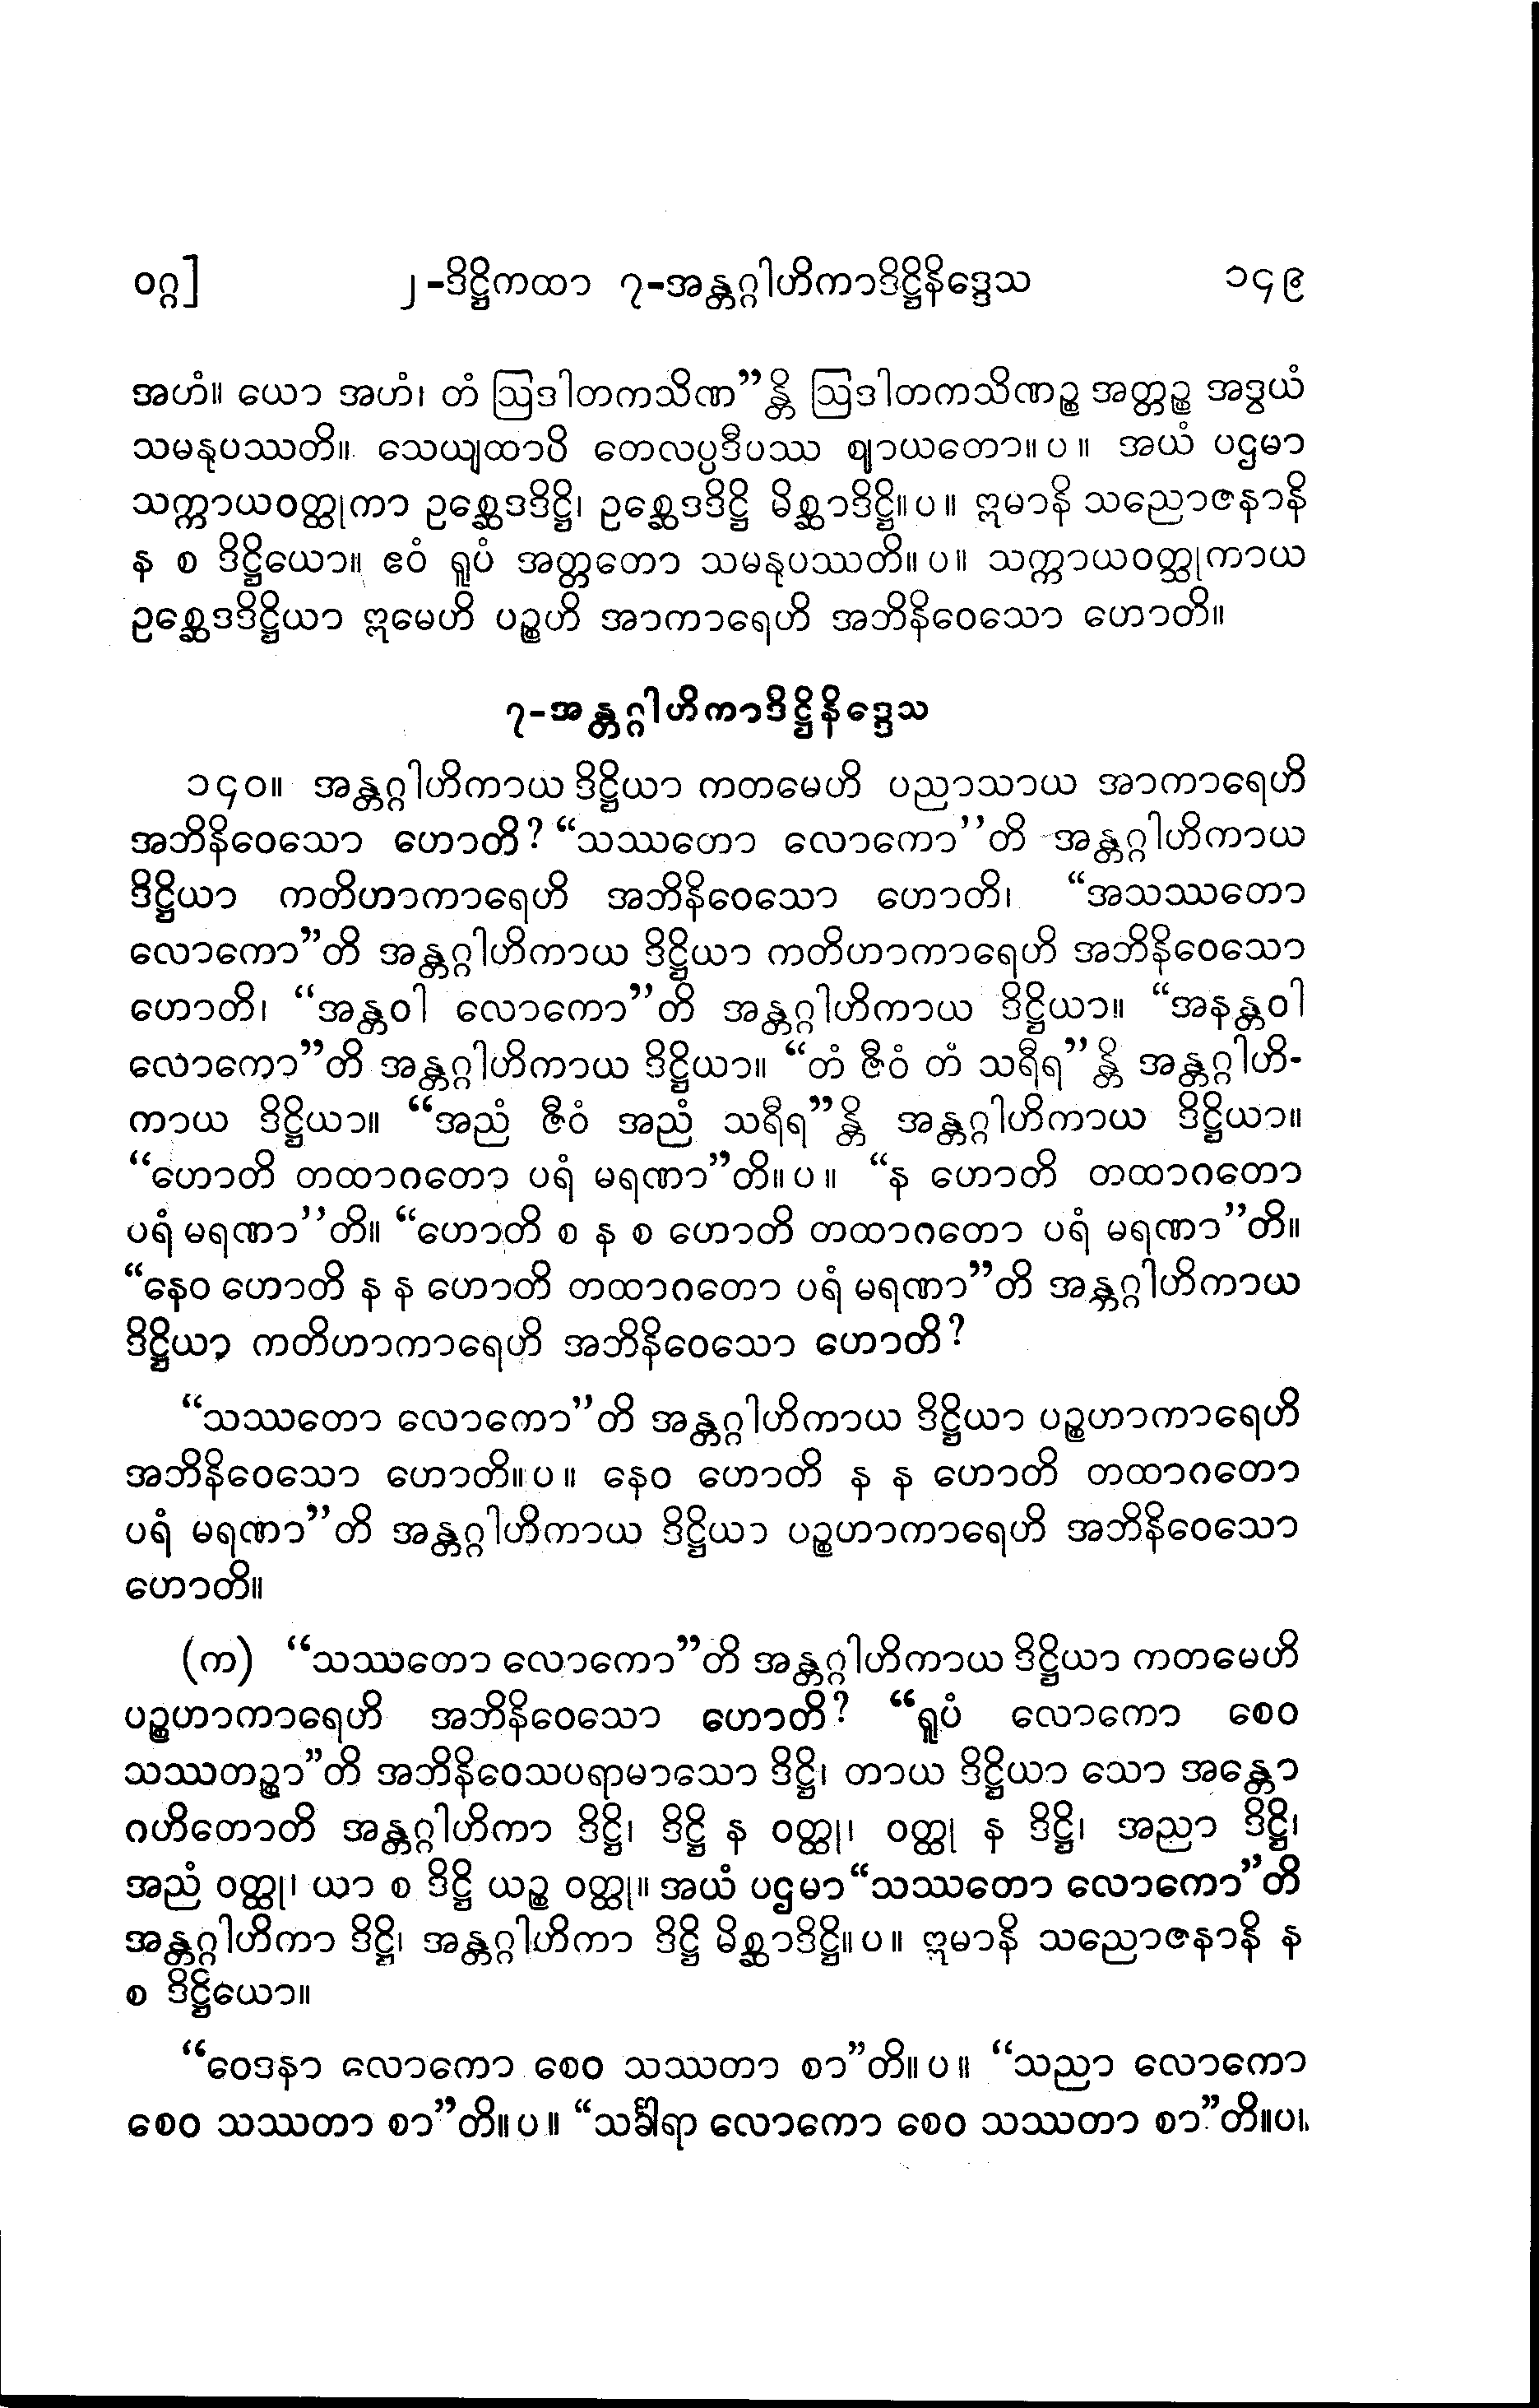 ဝဂ္ဂ] ၂-ဒိဋ္ဌိကထာ ၇-အန္တဂ္ဂါဟိကာဒိဋ္ဌိနိဒ္ဒေသ ၁၄၉
အဟံ။ ယော အဟံ၊ တံ ဩဒါတကသိဏ”န္တိ ဩဒါတကသိဏဉ္စ အတ္တဉ္စ အဒွယံ
သမနုပဿတိ။ သေယျထာပိ တေလပ္ပဒီပဿ ဈာယတော။ပ။ အယံ ပဌမာ
သက္ကာယဝတ္ထုကာ ဥစ္ဆေဒဒိဋ္ဌိ၊ ဥစ္ဆေဒဒိဋ္ဌိ မိစ္ဆာဒိဋ္ဌိ။ပ။ ဣမာနိ သညောဇနာနိ
န စ ဒိဋ္ဌိယော။ ဧဝံ ရူပံ အတ္တတော သမနုပဿတိ။ပ။ သက္ကာယဝတ္ထုကာယ
ဥစ္ဆေဒဒိဋ္ဌိယာ ဣမေဟိ ပဉ္စဟိ အာကာရေဟိ အဘိနိဝေသော ဟောတိ။
၇-အန္တဂ္ဂါဟိကာဒိဋ္ဌိနိဒ္ဒေသ
၁၄၀။ အန္တဂ္ဂါဟိကာယ ဒိဋ္ဌိယာ ကတမေဟိ ပညာသာယ အာကာရေဟိ
အဘိနိဝေသော ဟောတိ? “သဿတော လောကော’’တိ အန္တဂ္ဂါဟိကာယ
ဒိဋ္ဌိယာ ကတိဟာကာရေဟိ အဘိနိဝေသော ဟောတိ၊ “အသဿတော
လောကော”တိ အန္တဂ္ဂါဟိကာယ ဒိဋ္ဌိယာ ကတိဟာကာရေဟိ အဘိနိဝေသော
ဟောတိ၊ “အန္တဝါ လောကော”တိ အန္တဂ္ဂါဟိကာယ ဒိဋ္ဌိယာ။ “အနန္တဝါ
လောကော”တိ အန္တဂ္ဂါဟိကာယ ဒိဋ္ဌိယာ။ “တံ ဇီဝံ တံ သရီရ”န္တိ အန္တဂ္ဂါဟိ-
ကာယ ဒိဋ္ဌိယာ။ “အညံ ဇီဝံ အညံ သရီရ”န္တိ အန္တဂ္ဂါဟိကာယ ဒိဋ္ဌိယာ။
“ဟောတိ တထာဂတော ပရံ မရဏာ”တိ။ပ။ “န ဟောတိ တထာဂတော
ပရံ မရဏာ’’တိ။ “ဟောတိ စ န စ ဟောတိ တထာဂတော ပရံ မရဏာ”တိ။
“နေဝ ဟောတိ န န ဟောတိ တထာဂတော ပရံ မရဏာ”တိ အန္တဂ္ဂါဟိကာယ
ဒိဋ္ဌိယာ ကတိဟာကာရေဟိ အဘိနိဝေသော ဟောတိ?
“သဿတော လောကော”တိ အန္တဂ္ဂါဟိကာယ ဒိဋ္ဌိယာ ပဉ္စဟာကာရေဟိ
အဘိနိဝေသော ဟောတိ။ပ။ နေဝ ဟောတိ န န ဟောတိ တထာဂတော
ပရံ မရဏာ”တိ အန္တဂ္ဂါဟိကာယ ဒိဋ္ဌိယာ ပဉ္စဟာကာရေဟိ အဘိနိဝေသော
ဟောတိ။
(က) “သဿတော လောကော”တိ အန္တဂ္ဂါဟိကာယ ဒိဋ္ဌိယာ ကတမေဟိ
ပဉ္စဟာကာရေဟိ အဘိနိဝေသော ဟောတိ? “ရူပံ လောကော စေဝ
သဿတဉ္စာ”တိ အဘိနိဝေသပရာမာသော ဒိဋ္ဌိ၊ တာယ ဒိဋ္ဌိယာ သော အန္တော
ဂဟိတောတိ အန္တဂ္ဂါဟိကာ ဒိဋ္ဌိ၊ ဒိဋ္ဌိ န ဝတ္ထု၊ ဝတ္ထု န ဒိဋ္ဌိ၊ အညာ ဒိဋ္ဌိ၊
အညံ ဝတ္ထု၊ ယာ စ ဒိဋ္ဌိ ယဉ္စ ဝတ္ထု။ အယံ ပဌမာ “သဿတော လောကော”တိ
အန္တဂ္ဂါဟိကာ ဒိဋ္ဌိ၊ အန္တဂ္ဂါဟိကာ ဒိဋ္ဌိ မိစ္ဆာဒိဋ္ဌိ။ပ။ ဣမာနိ သညောဇနာနိ န
စ ဒိဋ္ဌိယော။
“ဝေဒနာ လောကော စေဝ သဿတာ စာ”တိ။ပ။ “သညာ လောကော
စေဝ သဿတာ စာ”တိ။ပ။ “သင်္ခါရာ လောကော စေဝ သဿတာ စာ”တိ။ပ။